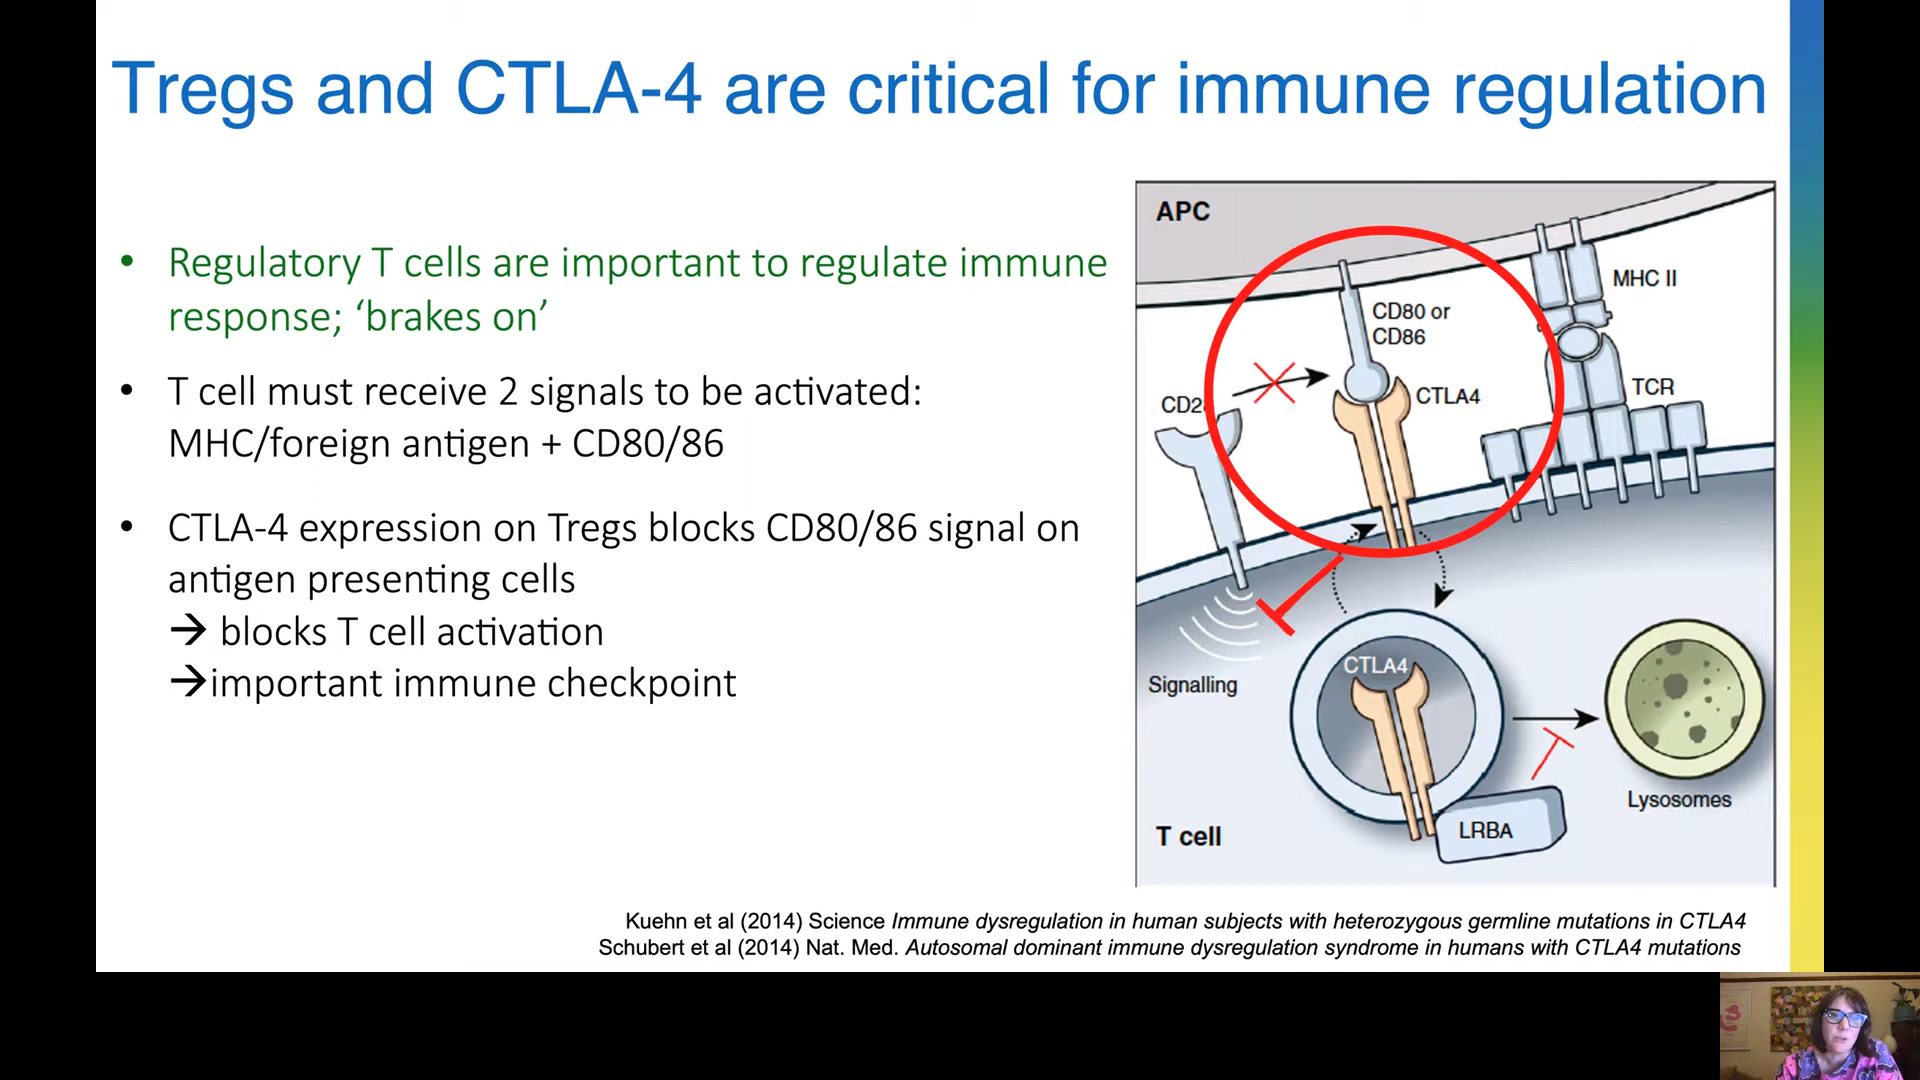 Tregs and CTLA-4 are critical for immune regulation
• Regulatory T cells are important to regulate immune
response; ‘brakes on’
• T cell must receive 2 signals to be activated:
MHC/foreign antigen + CD80/86
• CTLA-4 expression on Tregs blocks CD80/86 signal on
antigen presenting cells
→ blocks T cell activation
→important immune checkpoint
APC
MHC II
CD80 or
CD86
TCR
CTLA4
Signalling
CTLA4
Lysosomes
LRBA
T cell
Kuehn et al (2014) Science Immune dysregulation in human subjects with heterozygous germline mutations in CTLA4
Schubert et al (2014) Nat. Med. Autosomal dominant immune dysregulation syndrome in humans with CTLA4 mutations